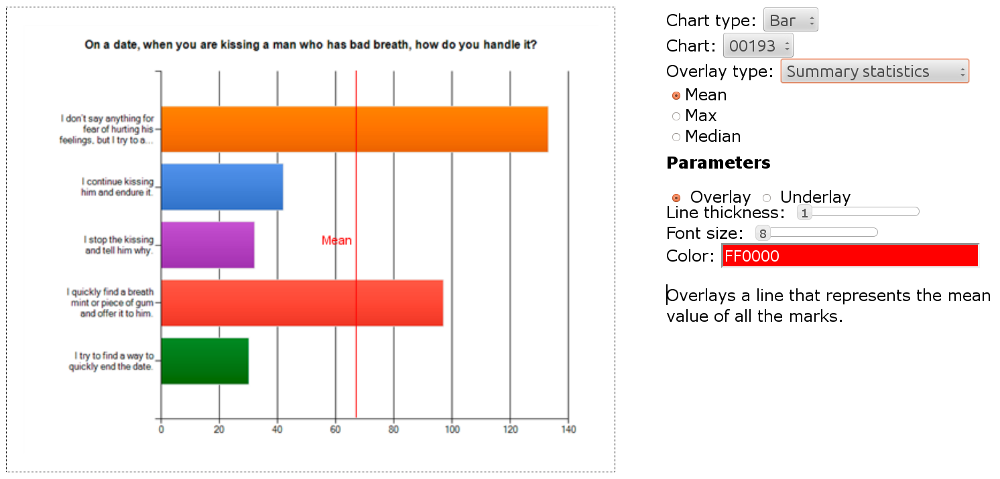 On a date, when you are kissing a man who has bad breath, how do you handle it?
I don't say anything for
fear of hurting his
feelings, but I try to a...
I continue kissing
him and endure it.
I stop the kissing
and tell him why.
I quickly find a breath
mint or piece of gum
and offer it to him.
I try to find a way to
quickly end the date.
Mean
0 20 40 60 80 100 120 140
Chart type: Bar
Chart: 00193
Overlay type: Summary statistics
Mean
Max
Median
Parameters
Overlay Underlay
Line thickness: 1
Font size: 8
Color: FF0000
Overlays a line that represents the mean
value of all the marks.